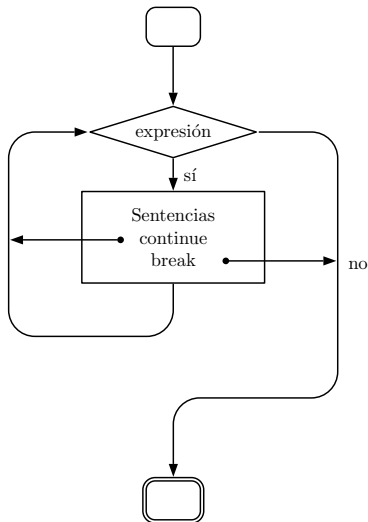 expresión
sí
Sentencias
continue
break
no